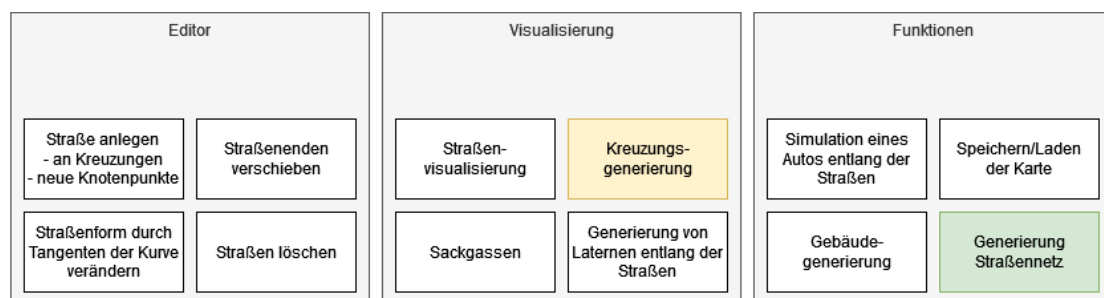 Editor
Straße anlegen
- an Kreuzungen
- neue Knotenpunkte
Straßenenden
verschieben
Straßenform durch
Tangenten der Kurve
verändern
Straßen löschen
Visualisierung
Straßen-
visualisierung
Kreuzungs-
generierung
Sackgassen
Generierung von
Laternen entlang der
Straßen
Funktionen
Simulation eines
Autos entlang der
Straßen
Speichern/Laden
der Karte
Gebäude-
generierung
Generierung
Straßennetz